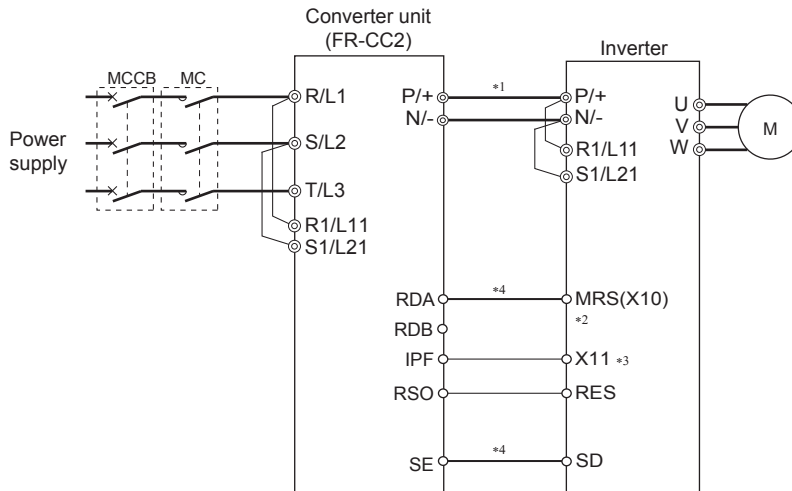 Converter unit
(FR-CC2)
Inverter
MCCB
MC
Power
supply
R/L1
S/L2
T/L3
R1/L11
S1/L21
P/+
N/-
*1
P/+
N/-
R1/L11
S1/L21
U
V
W
M
RDA
*4
MRS(X10)
*2
RDB
IPF
X11 *3
RSO
RES
SE
*4
SD